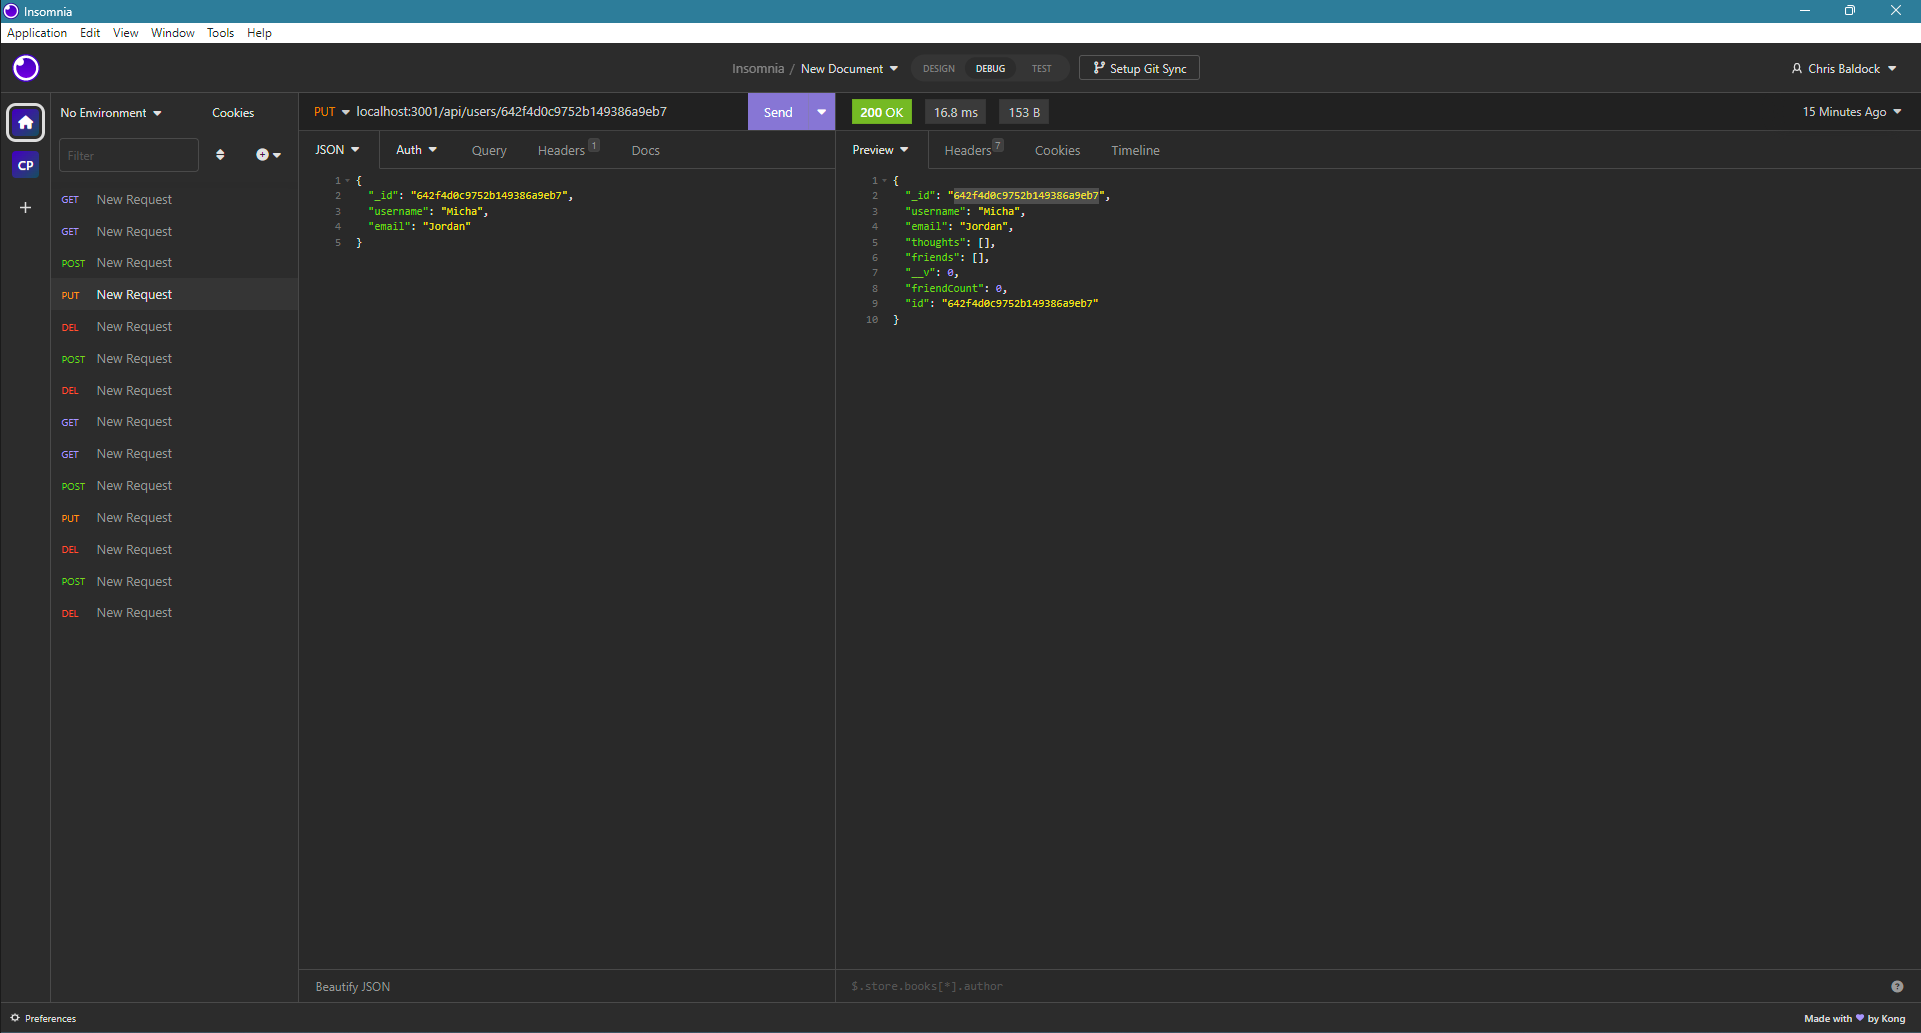 Insomnia
Application Edit View Window Tools Help
Insomnia / New Document DESIGN DEBUG TEST Setup Git Sync Chris Baldock
No Environment Cookies
PUT localhost:3001/api/users/642f4d0c9752b149386a9eb7 Send
200 OK 16.8 ms 153 B 15 Minutes Ago
Filter
CP
GET New Request
GET New Request
POST New Request
PUT New Request
DEL New Request
POST New Request
DEL New Request
GET New Request
GET New Request
POST New Request
PUT New Request
DEL New Request
POST New Request
DEL New Request
JSON Auth Query Headers 1 Docs
1 {
2 "_id": "642f4d0c9752b149386a9eb7",
3 "username": "Micha",
4 "email": "Jordan"
5 }
Beautify JSON
Preview Headers 7 Cookies Timeline
1 {
2 "_id": "642f4d0c9752b149386a9eb7",
3 "username": "Micha",
4 "email": "Jordan",
5 "thoughts": [],
6 "friends": [],
7 "__v": 0,
8 "friendCount": 0,
9 "id": "642f4d0c9752b149386a9eb7"
10 }
$.store.books[*].author
Preferences
Made with by Kong